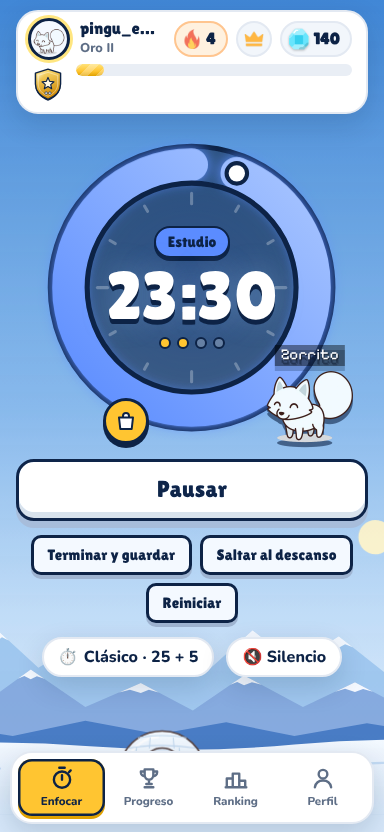 pingu_e...
Oro II
4
140
Estudio
23:30
Zorrito
Pausar
Terminar y guardar
Saltar al descanso
Reiniciar
Clásico · 25 + 5
Silencio
Enfocar
Progreso
Ranking
Perfil